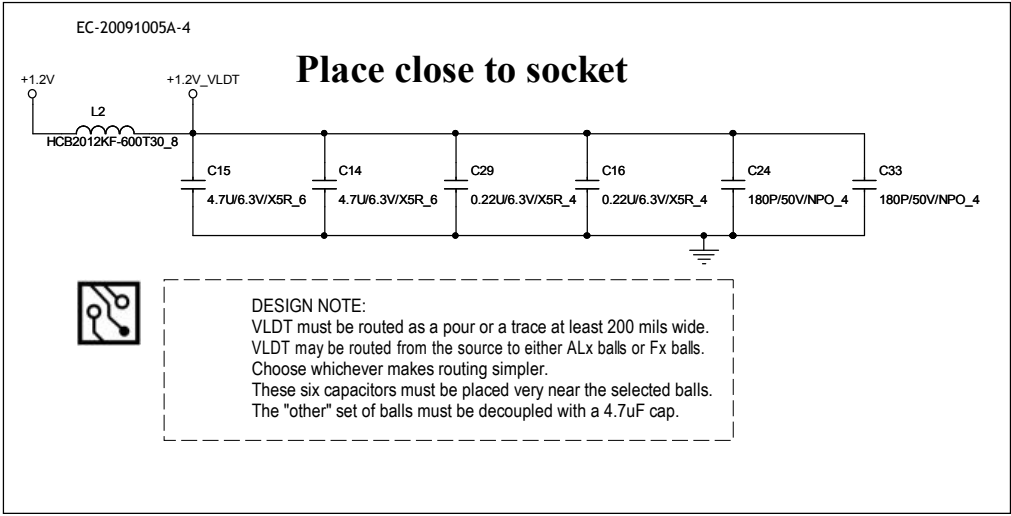 EC-20091005A-4
Place close to socket
+1.2V
+1.2V_VLDT
L2
HCB2012KF-600T30_8
C15
C14
C29
C16
C24
C33
4.7U/6.3V/X5R_6
4.7U/6.3V/X5R_6
0.22U/6.3V/X5R_4
0.22U/6.3V/X5R_4
180P/50V/NPO_4
180P/50V/NPO_4
DESIGN NOTE:
VLDT must be routed as a pour or a trace at least 200 mils wide.
VLDT may be routed from the source to either ALx balls or Fx balls.
Choose whichever makes routing simpler.
These six capacitors must be placed very near the selected balls.
The "other" set of balls must be decoupled with a 4.7uF cap.